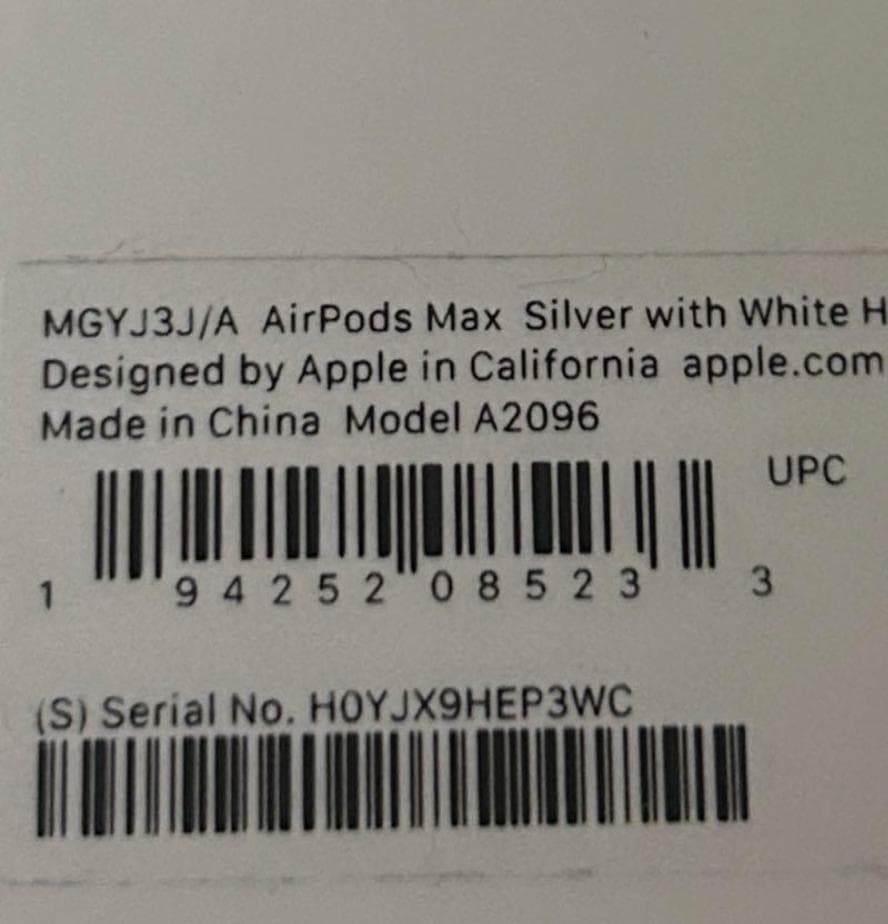 MGYJ3J/A AirPods Max Silver with White H
Designed by Apple in California apple.com
Made in China Model A2096
UPC
1 94252 08523 3
(S) Serial No. H0YJX9HEP3WC